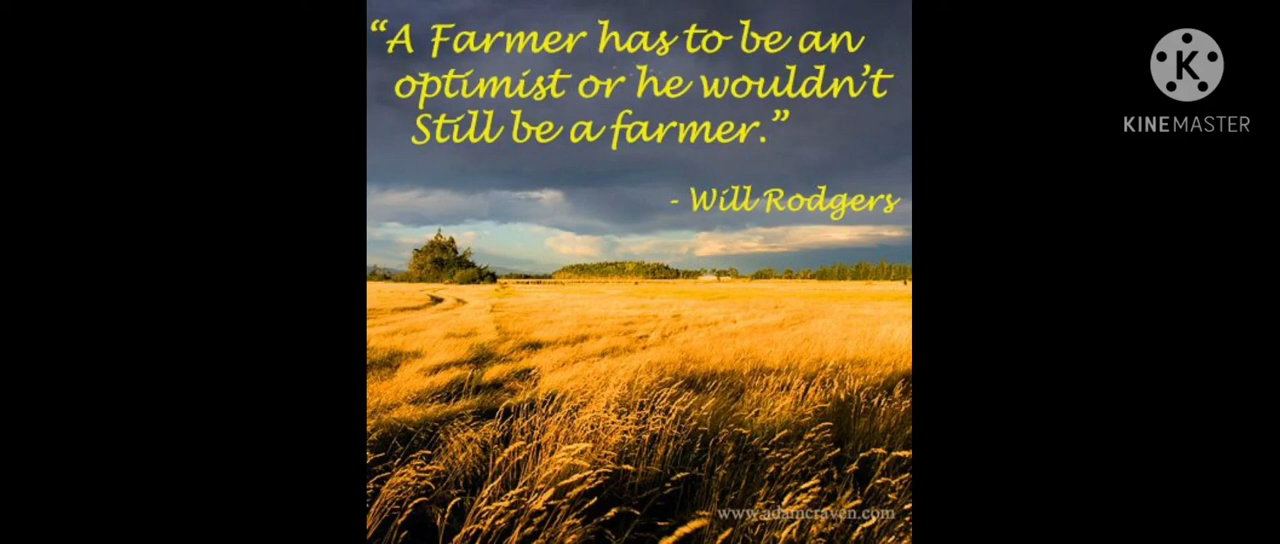 “A Farmer has to be an
optimist or he wouldn’t
Still be a farmer.”
- Will Rodgers
www.adamcraven.com
K
KINEMASTER